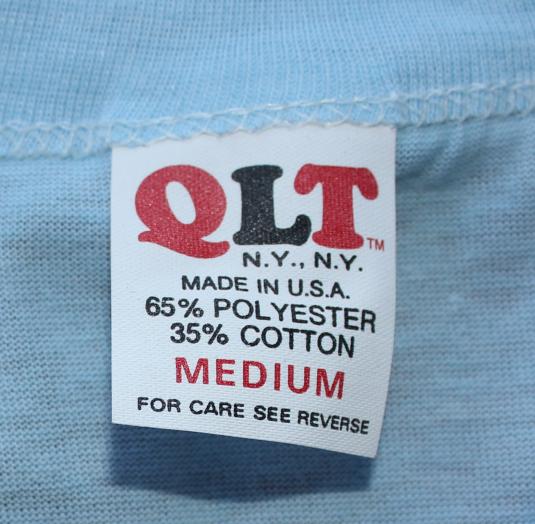 QLT™
N.Y., N.Y.
MADE IN U.S.A.
65% POLYESTER
35% COTTON
MEDIUM
FOR CARE SEE REVERSE